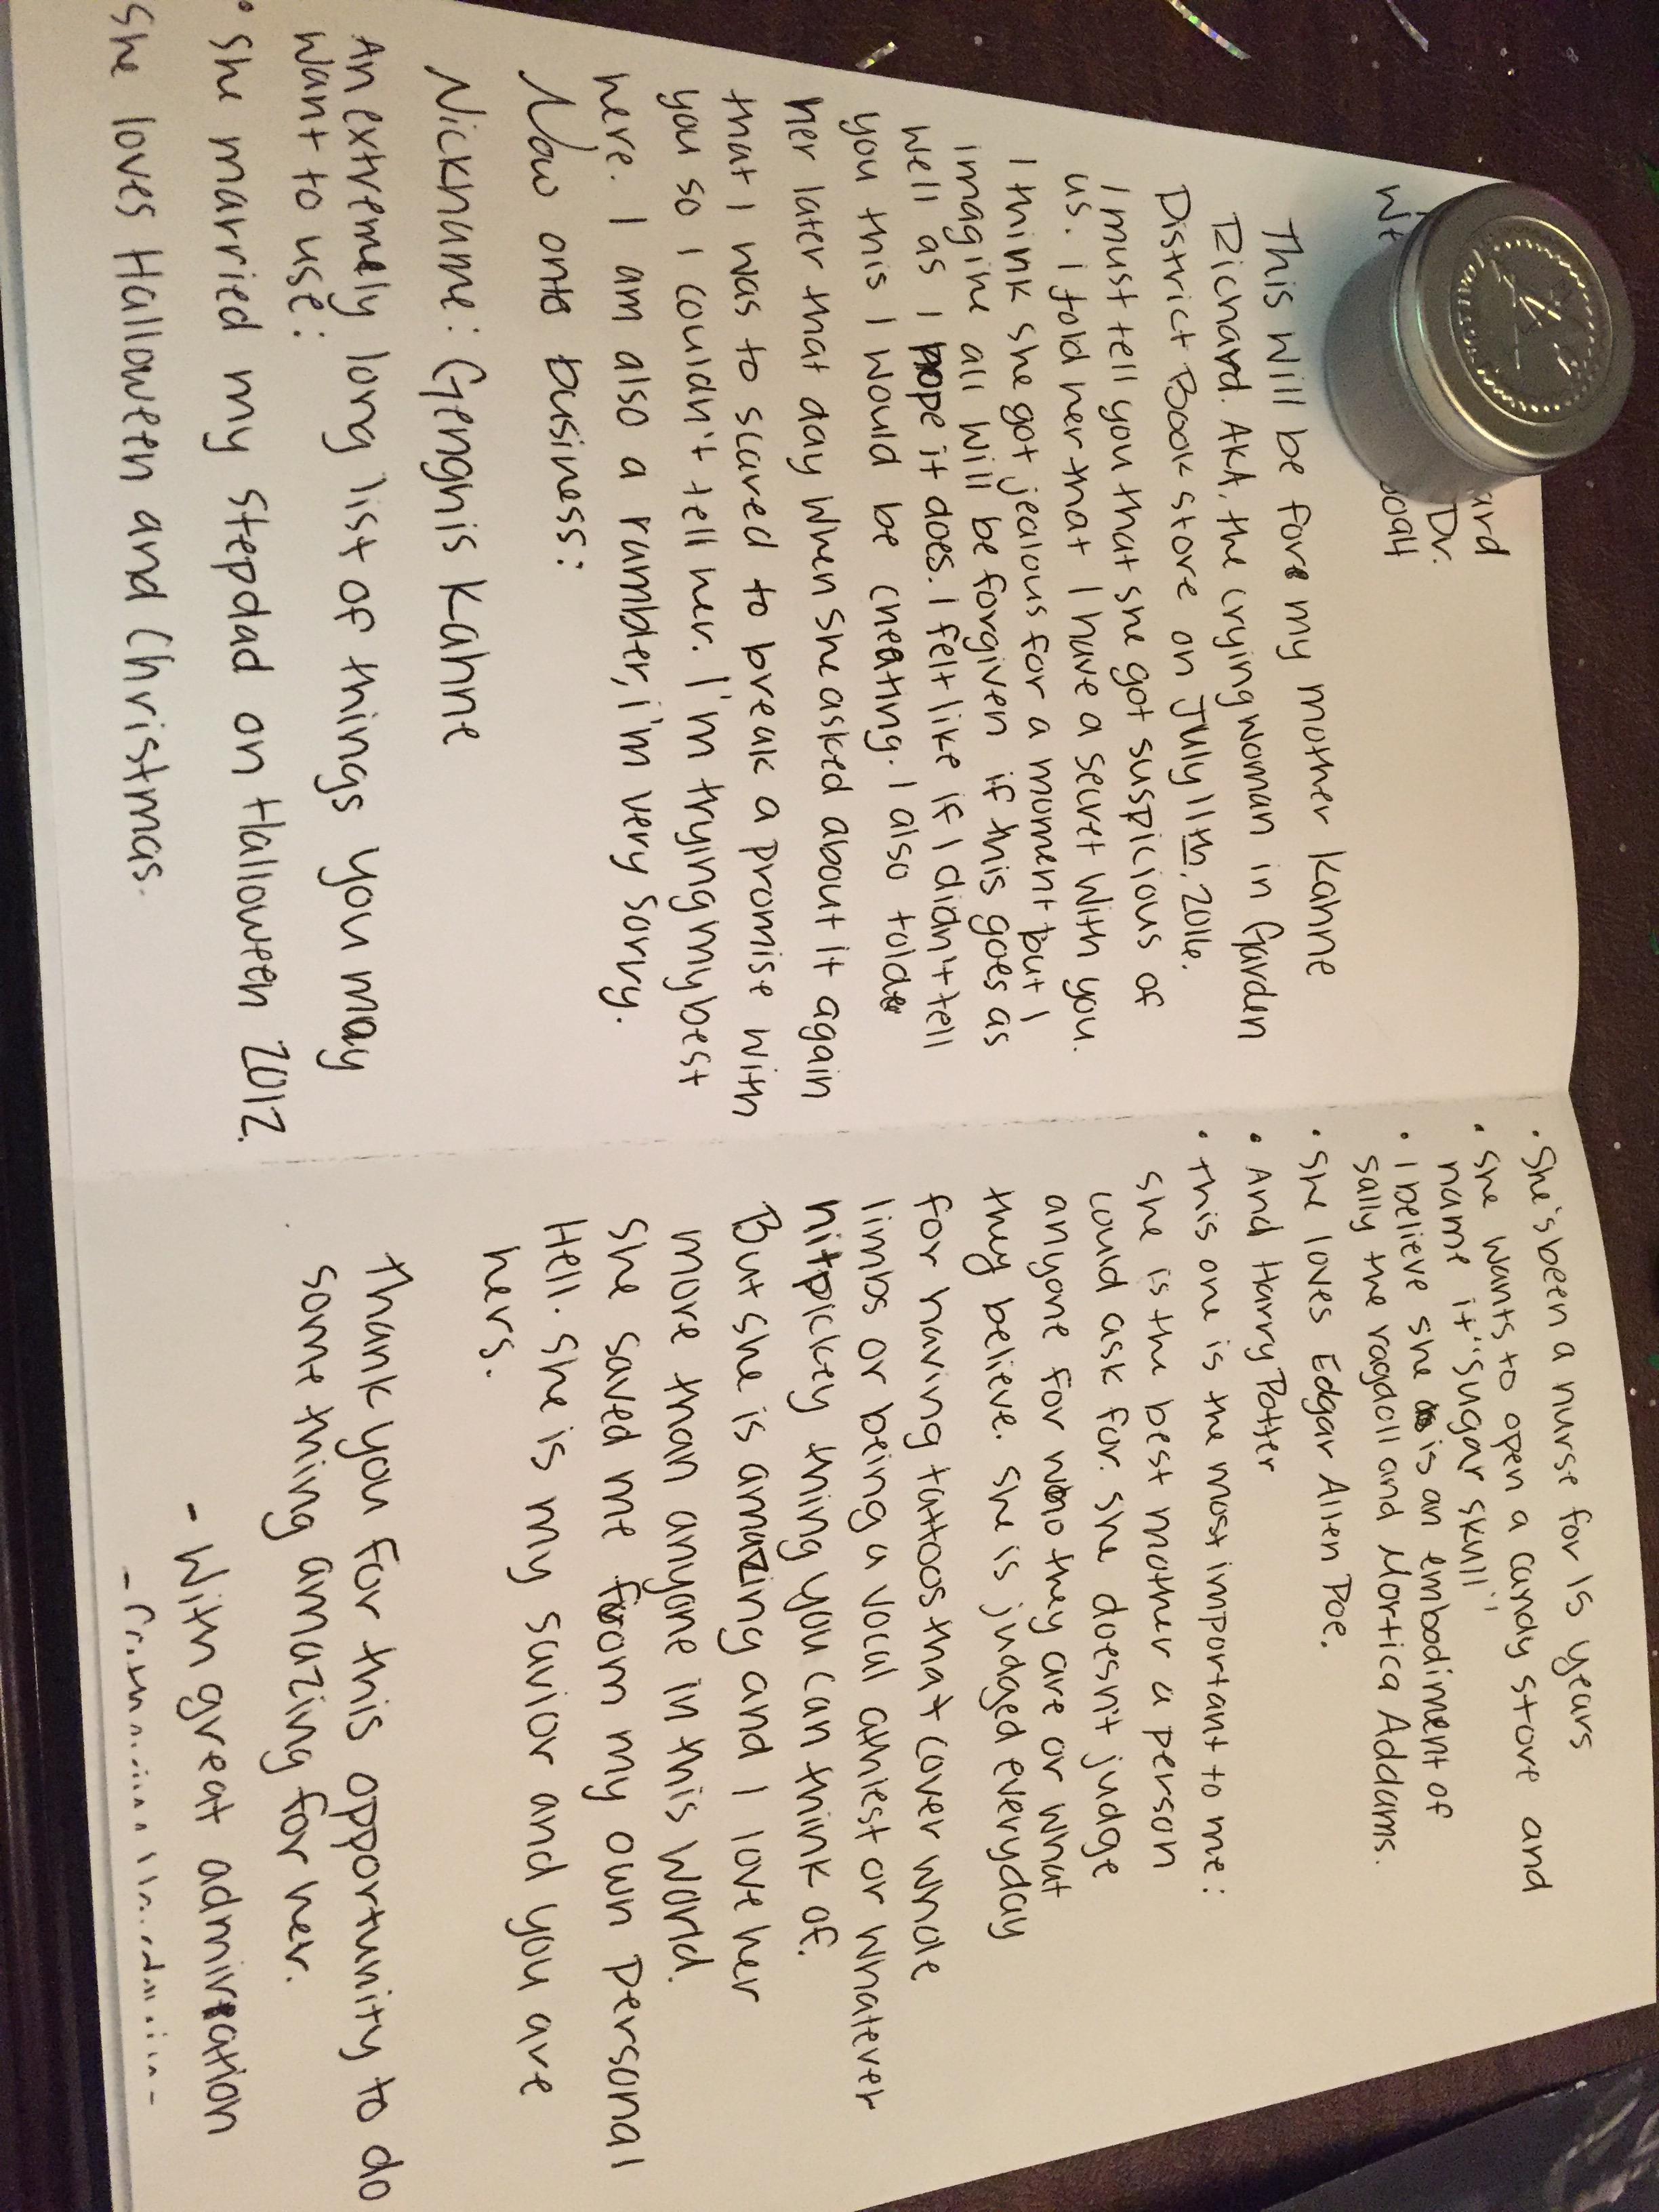 ard
Dr.
Wi
This will be fore my mother Kahne
Richard. AKA, the crying woman in Garden
District Book store on July 11th, 2016.
I must tell you that she got suspicious of
us. I told her that I have a secret with you.
I think she got jealous for a moment but I
imagine all will be forgiven if this goes as
well as I hope it does. I felt like if I didn't tell
you this I would be cheating. I also told
her later that day when she asked about it again
that I was to scared to break a promise with
you so I couldn't tell her. I'm trying my best
here. I am also a rambler, i'm very sorry.
Now onto business:
Nickname: Genghis Kahne
An extremely long list of things you may
want to use:
• She married my stepdad on Halloween 2012.
She loves Halloween and Christmas.
• She's been a nurse for 15 years
• She wants to open a candy store and
name it "sugar skull"
• I believe she is an embodiment of
sally the ragdoll and Mortica Addams.
• She loves Edgar Allen Poe.
• And Harry Potter
• this one is the most important to me:
She is the best mother a person
could ask for. She doesn't judge
anyone for who they are or what
they believe. She is judged everyday
for having tattoos that cover whole
limbs or being a vocal athiest or whatever
nitpickey thing you can think of.
But she is amazing and I love her
more than anyone in this world.
She saved me from my own personal
Hell. She is my savior and you are
hers.
Thank you for this opportunity to do
something amazing for her.
- With great admiration